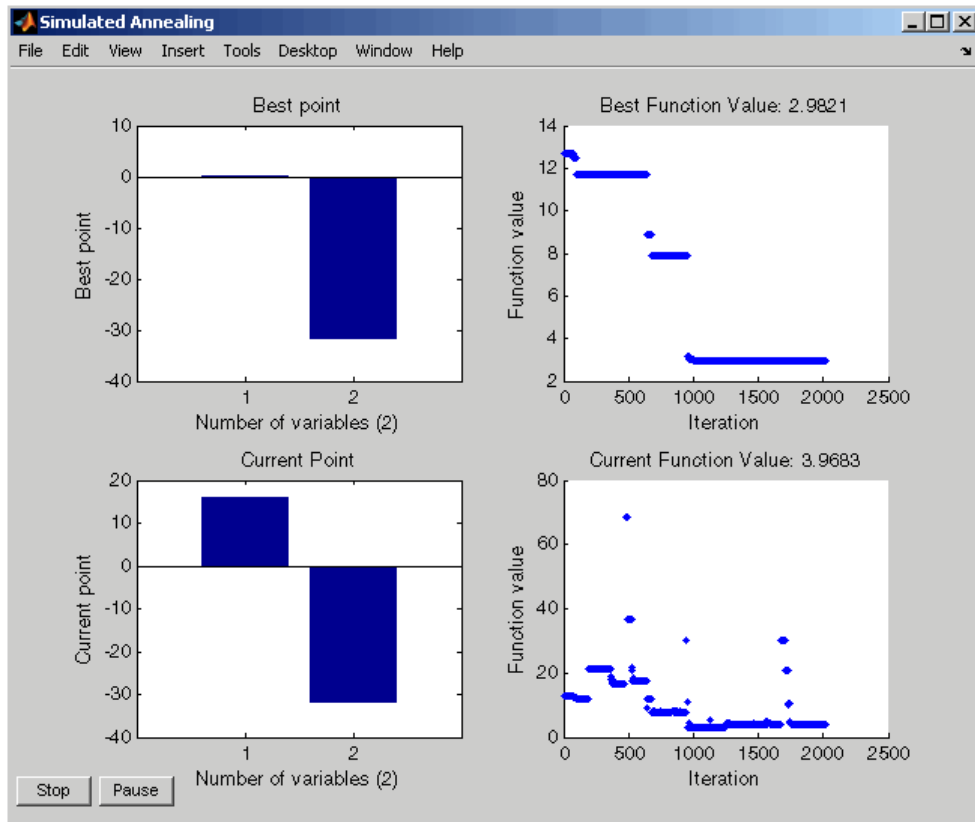 Simulated Annealing
File Edit View Insert Tools Desktop Window Help
Best point
10
0
-10
-20
-30
-40
Best point
1 2
Number of variables (2)
Best Function Value: 2.9821
14
12
10
8
6
4
2
Function value
0 500 1000 1500 2000 2500
Iteration
Current Point
20
10
0
-10
-20
-30
-40
Current point
1 2
Number of variables (2)
Current Function Value: 3.9683
80
60
40
20
0
Function value
0 500 1000 1500 2000 2500
Iteration
Stop Pause